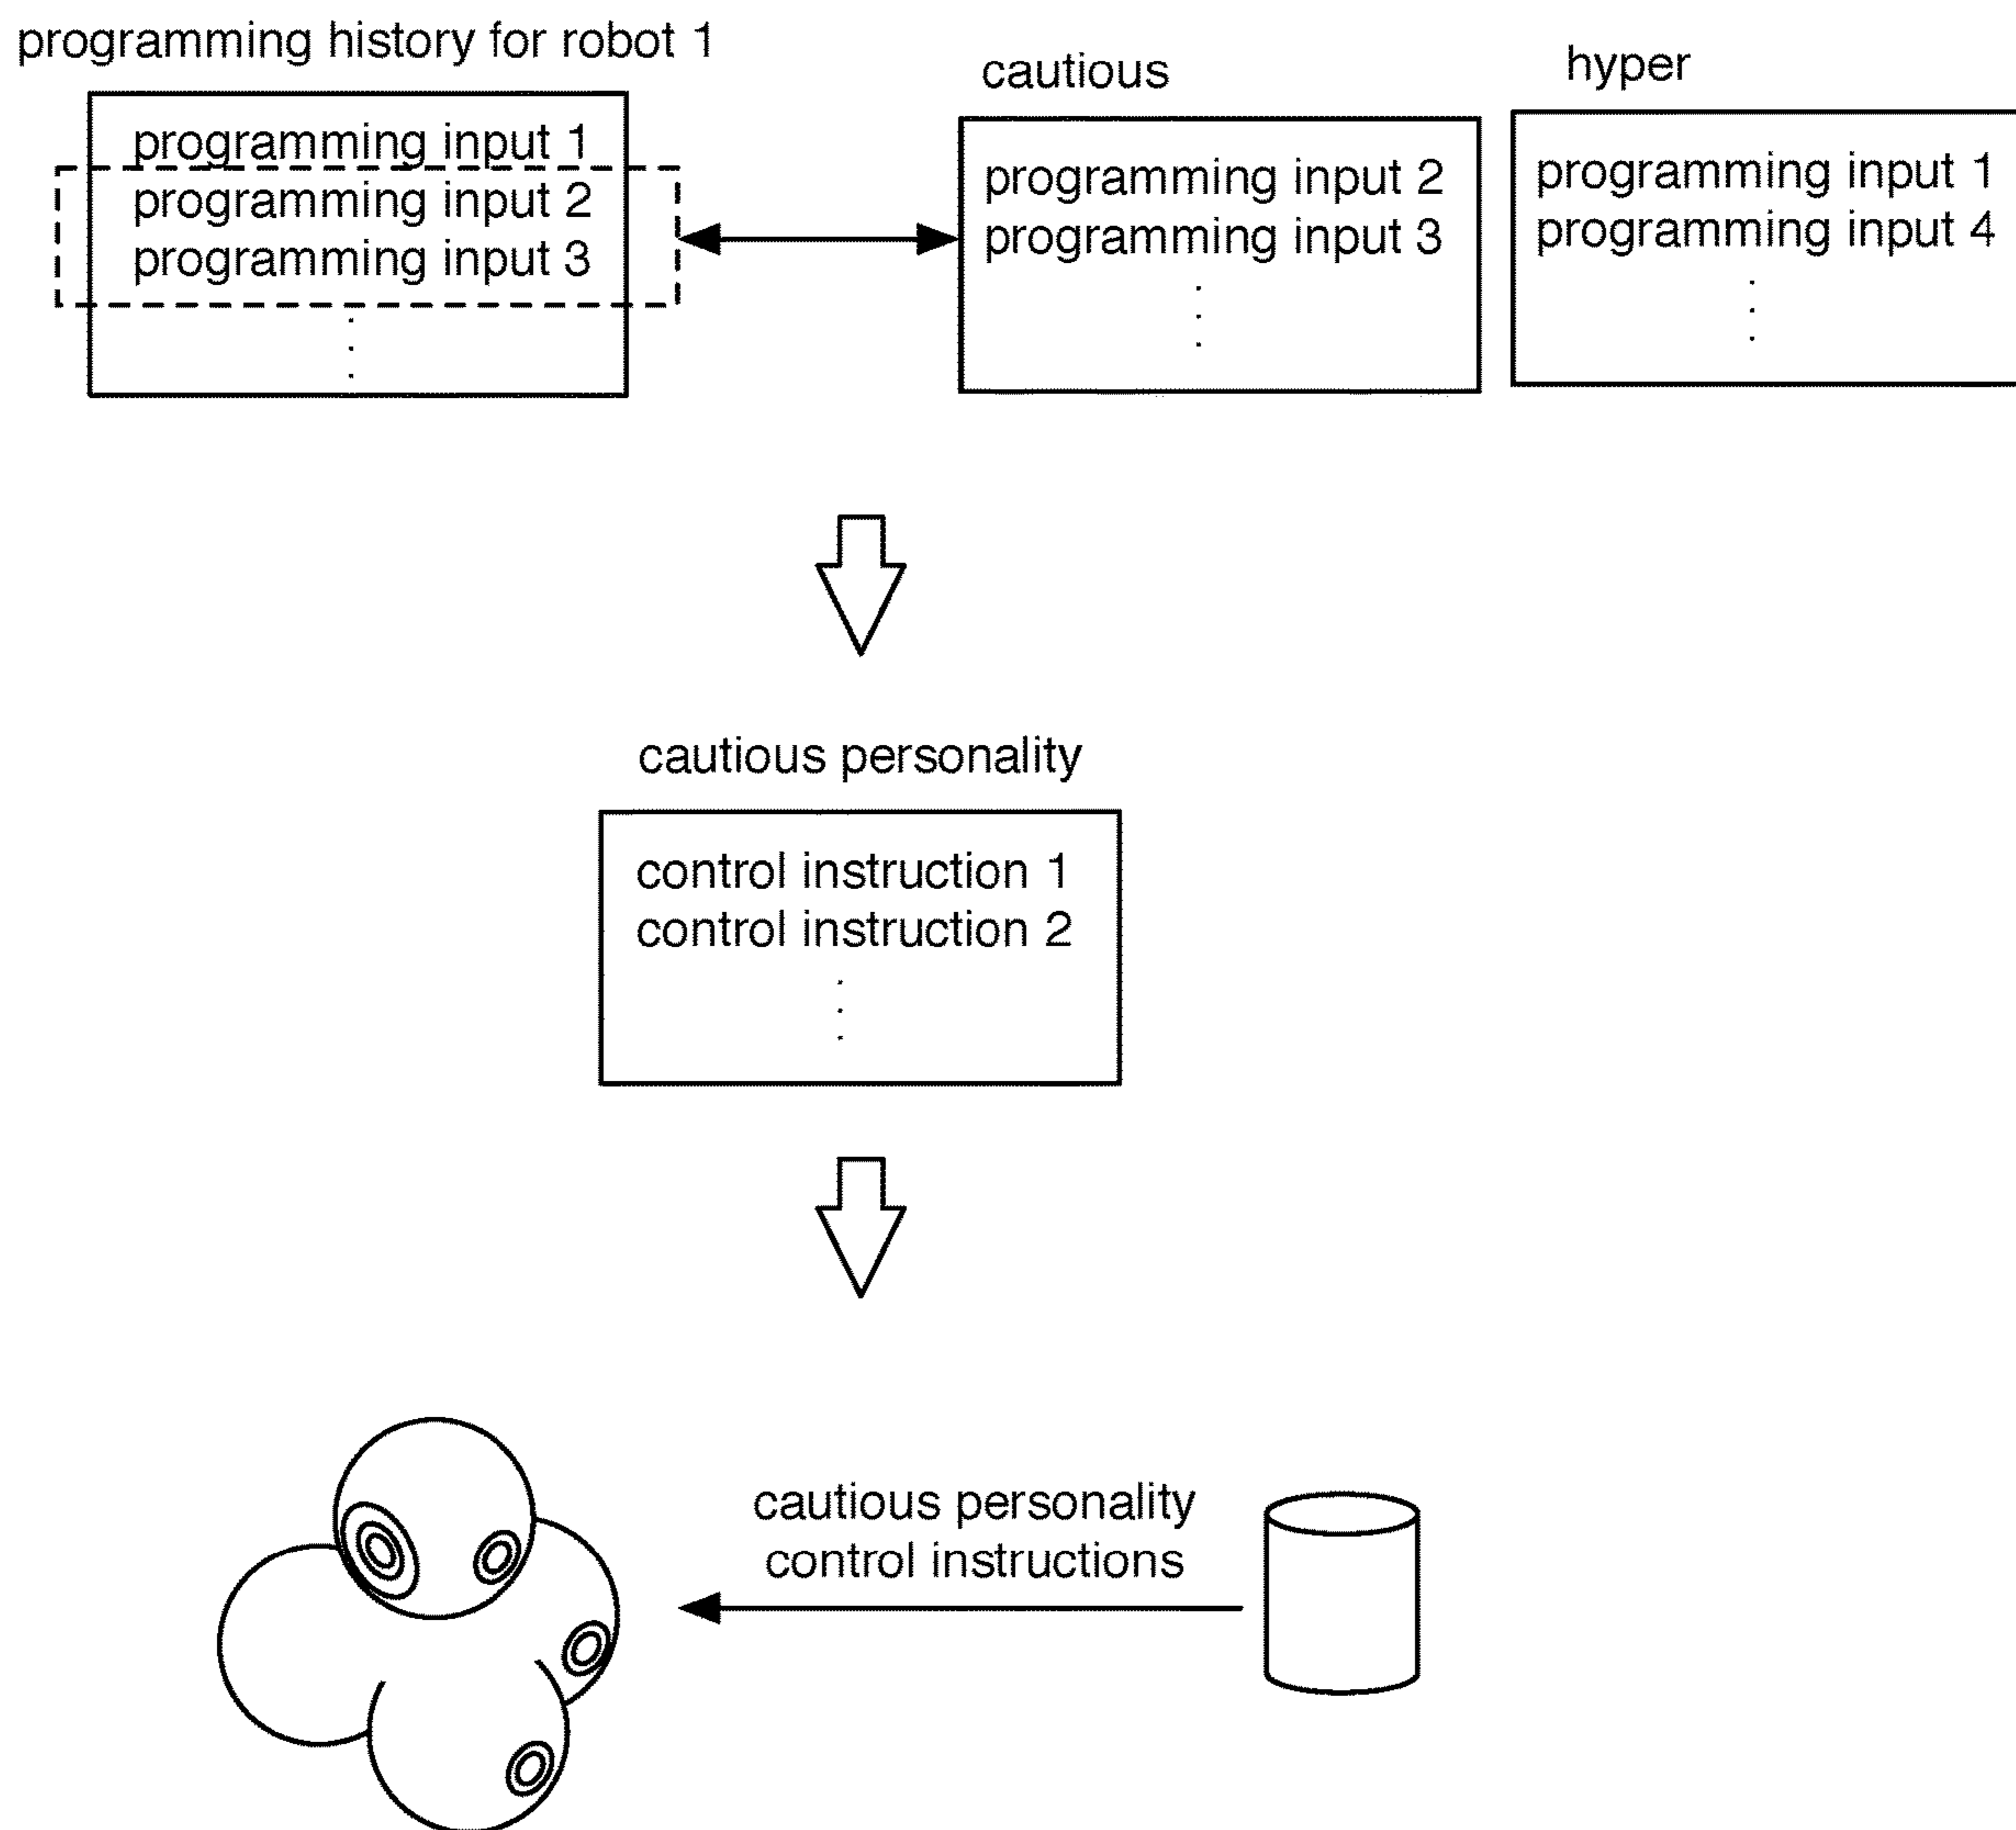 programming history for robot 1
programming input 1
programming input 2
programming input 3
cautious
programming input 2
programming input 3
hyper
programming input 1
programming input 4
cautious personality
control instruction 1
control instruction 2
cautious personality
control instructions